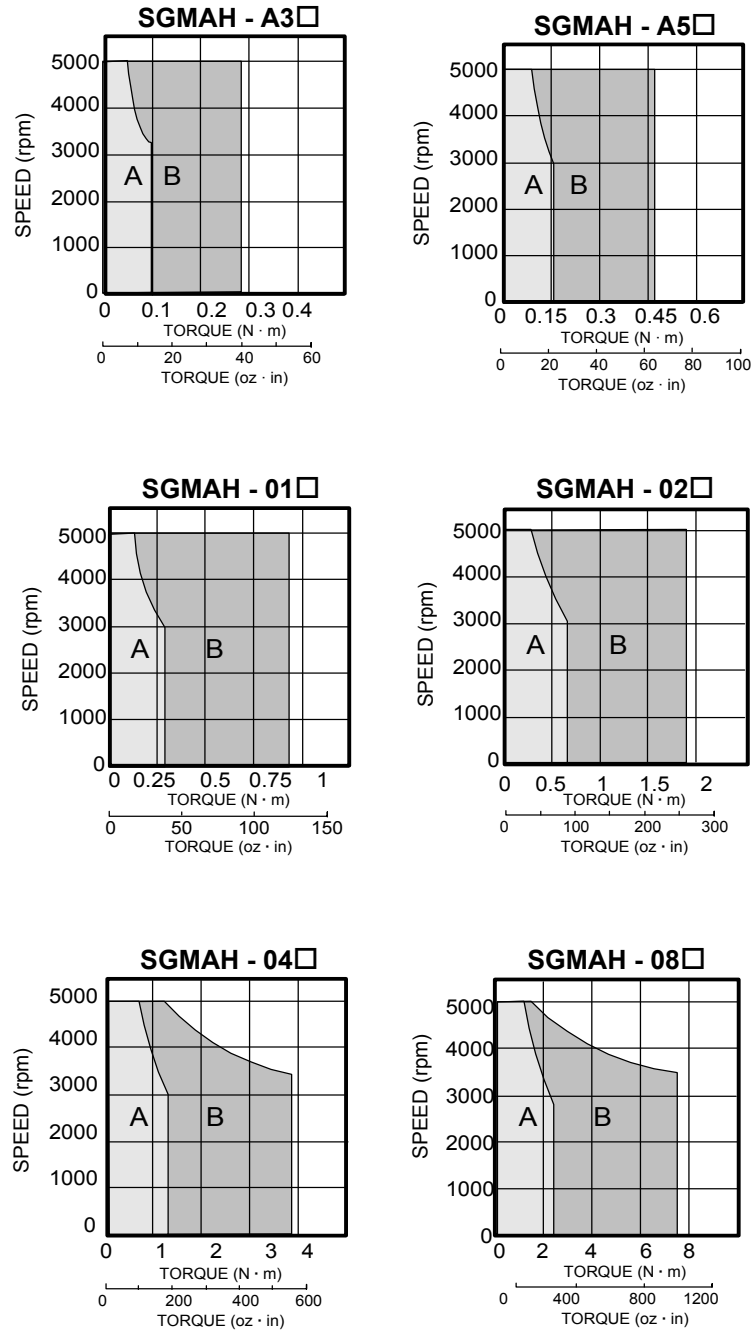 SGMAH - A3□
SPEED (rpm)
5000
4000
3000
2000
1000
0
A B
0 0.1 0.2 0.3 0.4
TORQUE (N · m)
0 20 40 60
TORQUE (oz · in)
SGMAH - A5□
SPEED (rpm)
5000
4000
3000
2000
1000
0
A B
0 0.15 0.3 0.45 0.6
TORQUE (N · m)
0 20 40 60 80 100
TORQUE (oz · in)
SGMAH - 01□
SPEED (rpm)
5000
4000
3000
2000
1000
0
A B
0 0.25 0.5 0.75 1
TORQUE (N · m)
0 50 100 150
TORQUE (oz · in)
SGMAH - 02□
SPEED (rpm)
5000
4000
3000
2000
1000
0
A B
0 0.5 1 1.5 2
TORQUE (N · m)
0 100 200 300
TORQUE (oz · in)
SGMAH - 04□
SPEED (rpm)
5000
4000
3000
2000
1000
0
A B
0 1 2 3 4
TORQUE (N · m)
0 200 400 600
TORQUE (oz · in)
SGMAH - 08□
SPEED (rpm)
5000
4000
3000
2000
1000
0
A B
0 2 4 6 8
TORQUE (N · m)
0 400 800 1200
TORQUE (oz · in)